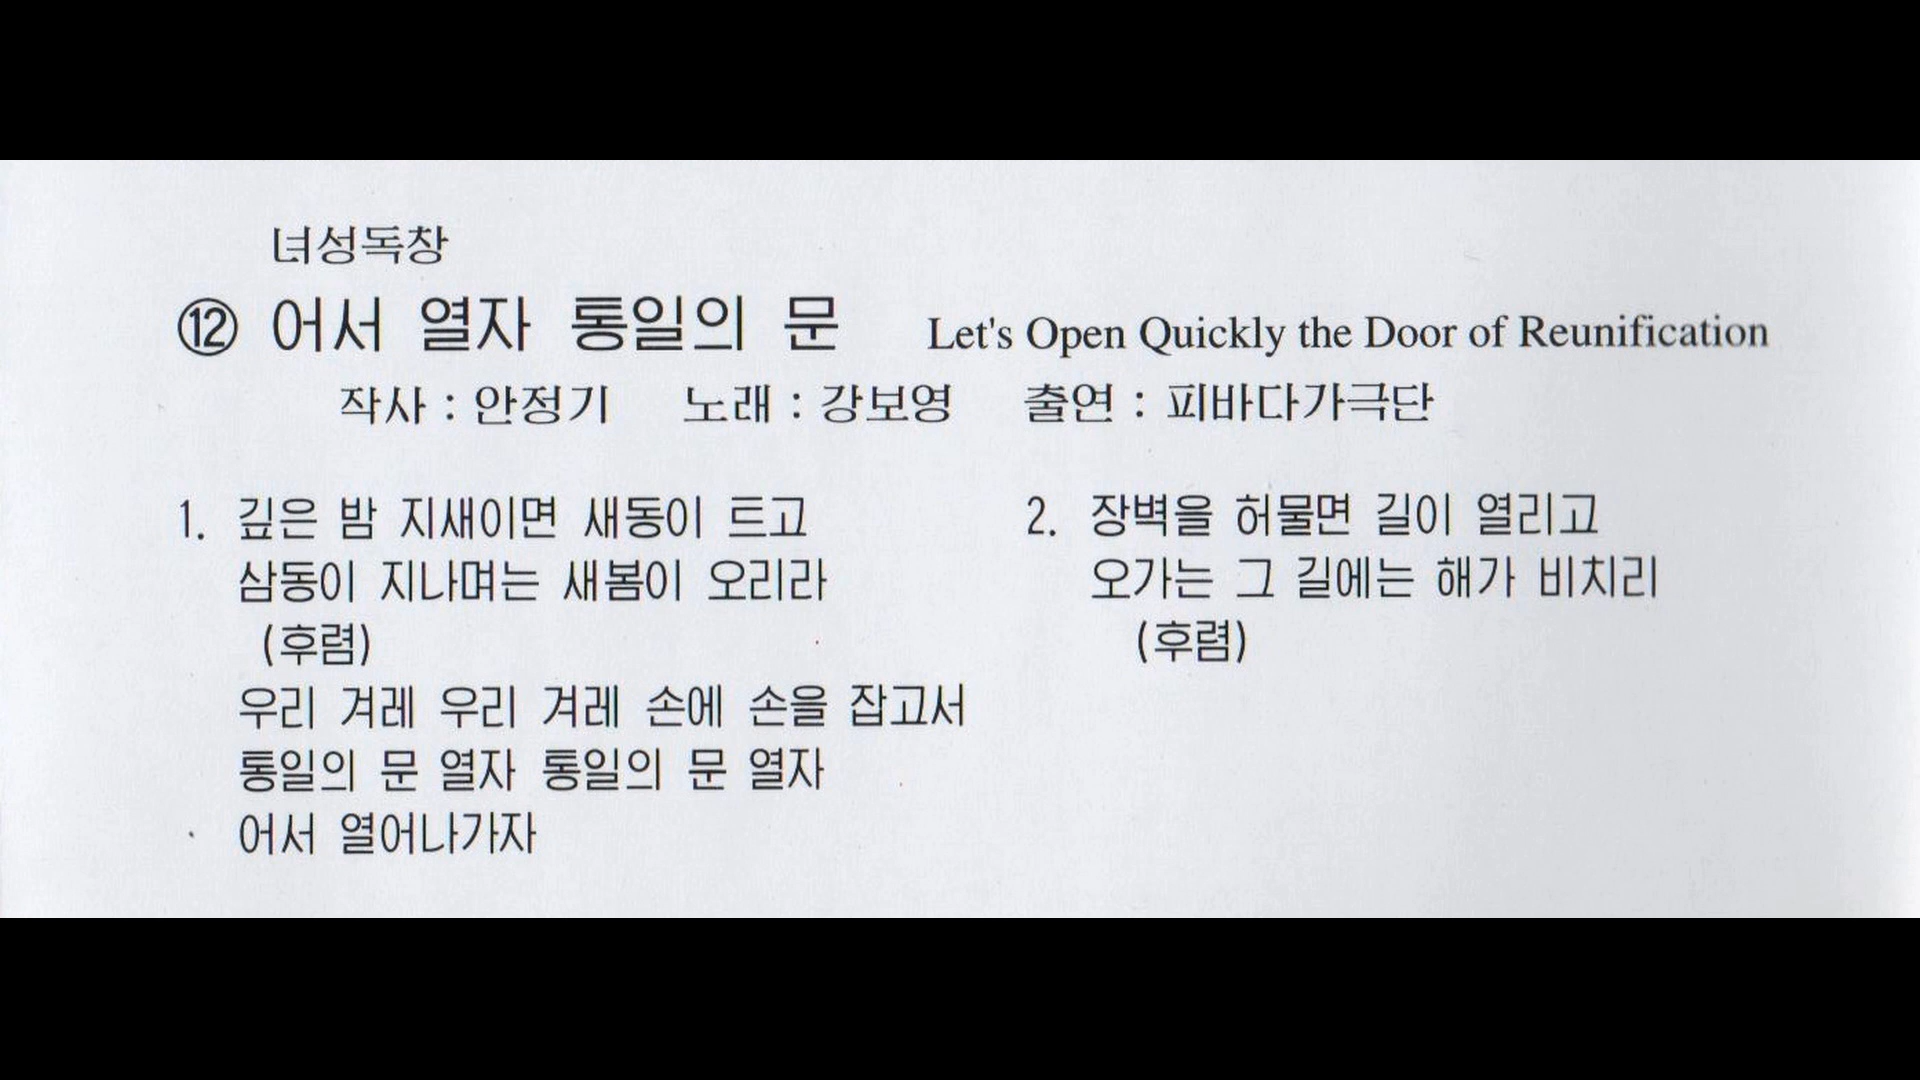 녀성독창
⑫ 어서 열자 통일의 문 Let's Open Quickly the Door of Reunification
작사 : 안정기 노래 : 강보영 출연 : 피바다가극단
1. 깊은 밤 지새이면 새동이 트고
삼동이 지나며는 새봄이 오리라
(후렴)
우리 겨레 우리 겨레 손에 손을 잡고서
통일의 문 열자 통일의 문 열자
어서 열어나가자
2. 장벽을 허물면 길이 열리고
오가는 그 길에는 해가 비치리
(후렴)